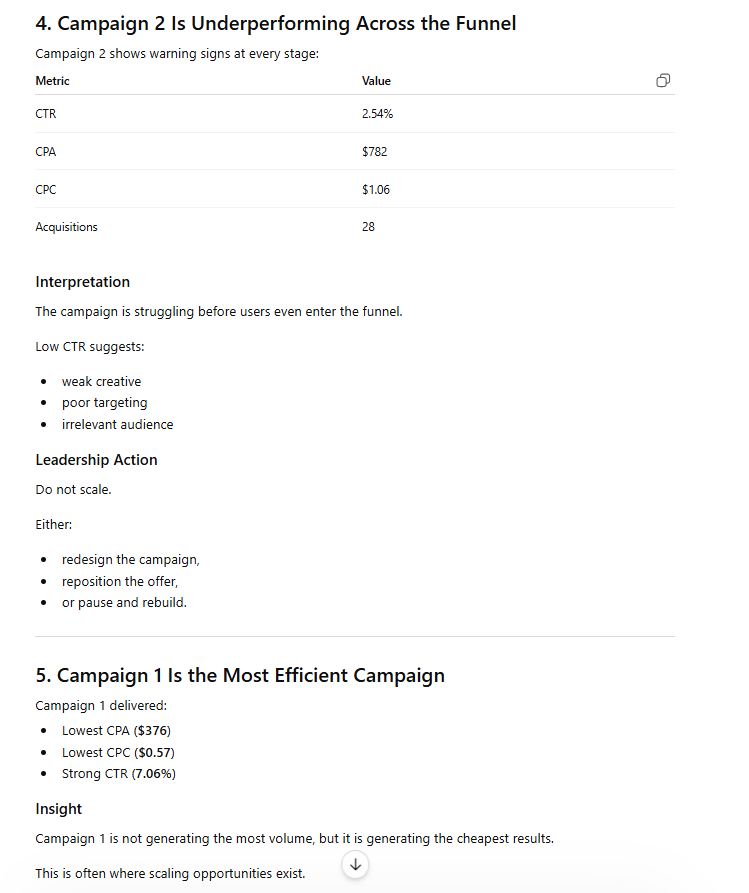 4. Campaign 2 Is Underperforming Across the Funnel
Campaign 2 shows warning signs at every stage:
Metric Value
CTR 2.54%
CPA $782
CPC $1.06
Acquisitions 28
Interpretation
The campaign is struggling before users even enter the funnel.
Low CTR suggests:
• weak creative
• poor targeting
• irrelevant audience
Leadership Action
Do not scale.
Either:
• redesign the campaign,
• reposition the offer,
• or pause and rebuild.
5. Campaign 1 Is the Most Efficient Campaign
Campaign 1 delivered:
• Lowest CPA ($376)
• Lowest CPC ($0.57)
• Strong CTR (7.06%)
Insight
Campaign 1 is not generating the most volume, but it is generating the cheapest results.
This is often where scaling opportunities exist.